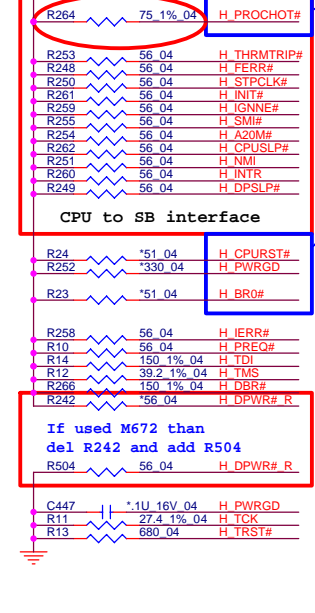 R264 75_1%_04 H_PROCHOT#
R253 56_04 H_THRMTRIP#
R248 56_04 H_FERR#
R250 56_04 H_STPCLK#
R261 56_04 H_INIT#
R259 56_04 H_IGNNE#
R255 56_04 H_SMI#
R254 56_04 H_A20M#
R262 56_04 H_CPUSLP#
R251 56_04 H_NMI
R260 56_04 H_INTR
R249 56_04 H_DPSLP#
CPU to SB interface
R24 *51_04 H_CPURST#
R252 *330_04 H_PWRGD
R23 *51_04 H_BR0#
R258 56_04 H_IERR#
R10 56_04 H_PREQ#
R14 150_1%_04 H_TDI
R12 39.2_1%_04 H_TMS
R266 150_1%_04 H_DBR#
R242 *56_04 H_DPWR#_R
If used M672 than
del R242 and add R504
R504 56_04 H_DPWR#_R
C447 *.1U_16V_04 H_PWRGD
R11 27.4_1%_04 H_TCK
R13 680_04 H_TRST#